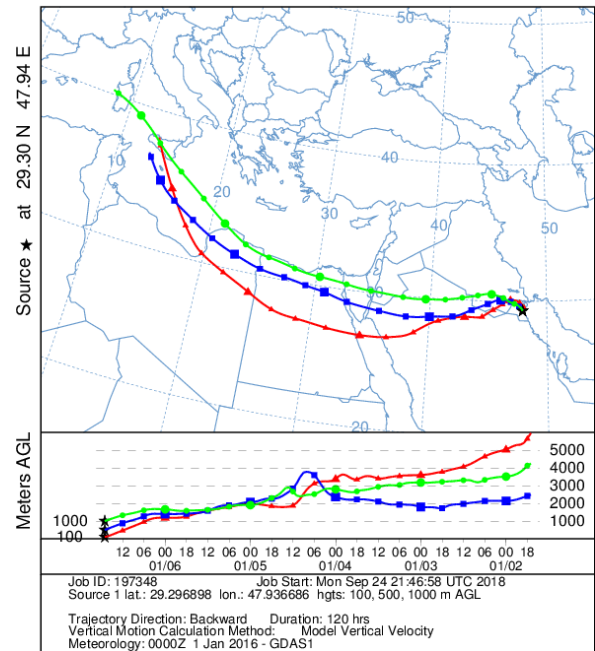 Source ★ at 29.30 N 47.94 E
50
40
40
10
20
30
30
40
50
20
Meters AGL
5000
4000
3000
2000
1000
1000
100
12 06 00 18 12 06 00 18 12 06 00 18 12 06 00 18 12 06 00 18
01/06 01/05 01/04 01/03 01/02
Job ID: 197348 Job Start: Mon Sep 24 21:46:58 UTC 2018
Source 1 lat.: 29.296898 lon.: 47.936686 hgts: 100, 500, 1000 m AGL
Trajectory Direction: Backward Duration: 120 hrs
Vertical Motion Calculation Method: Model Vertical Velocity
Meteorology: 0000Z 1 Jan 2016 - GDAS1